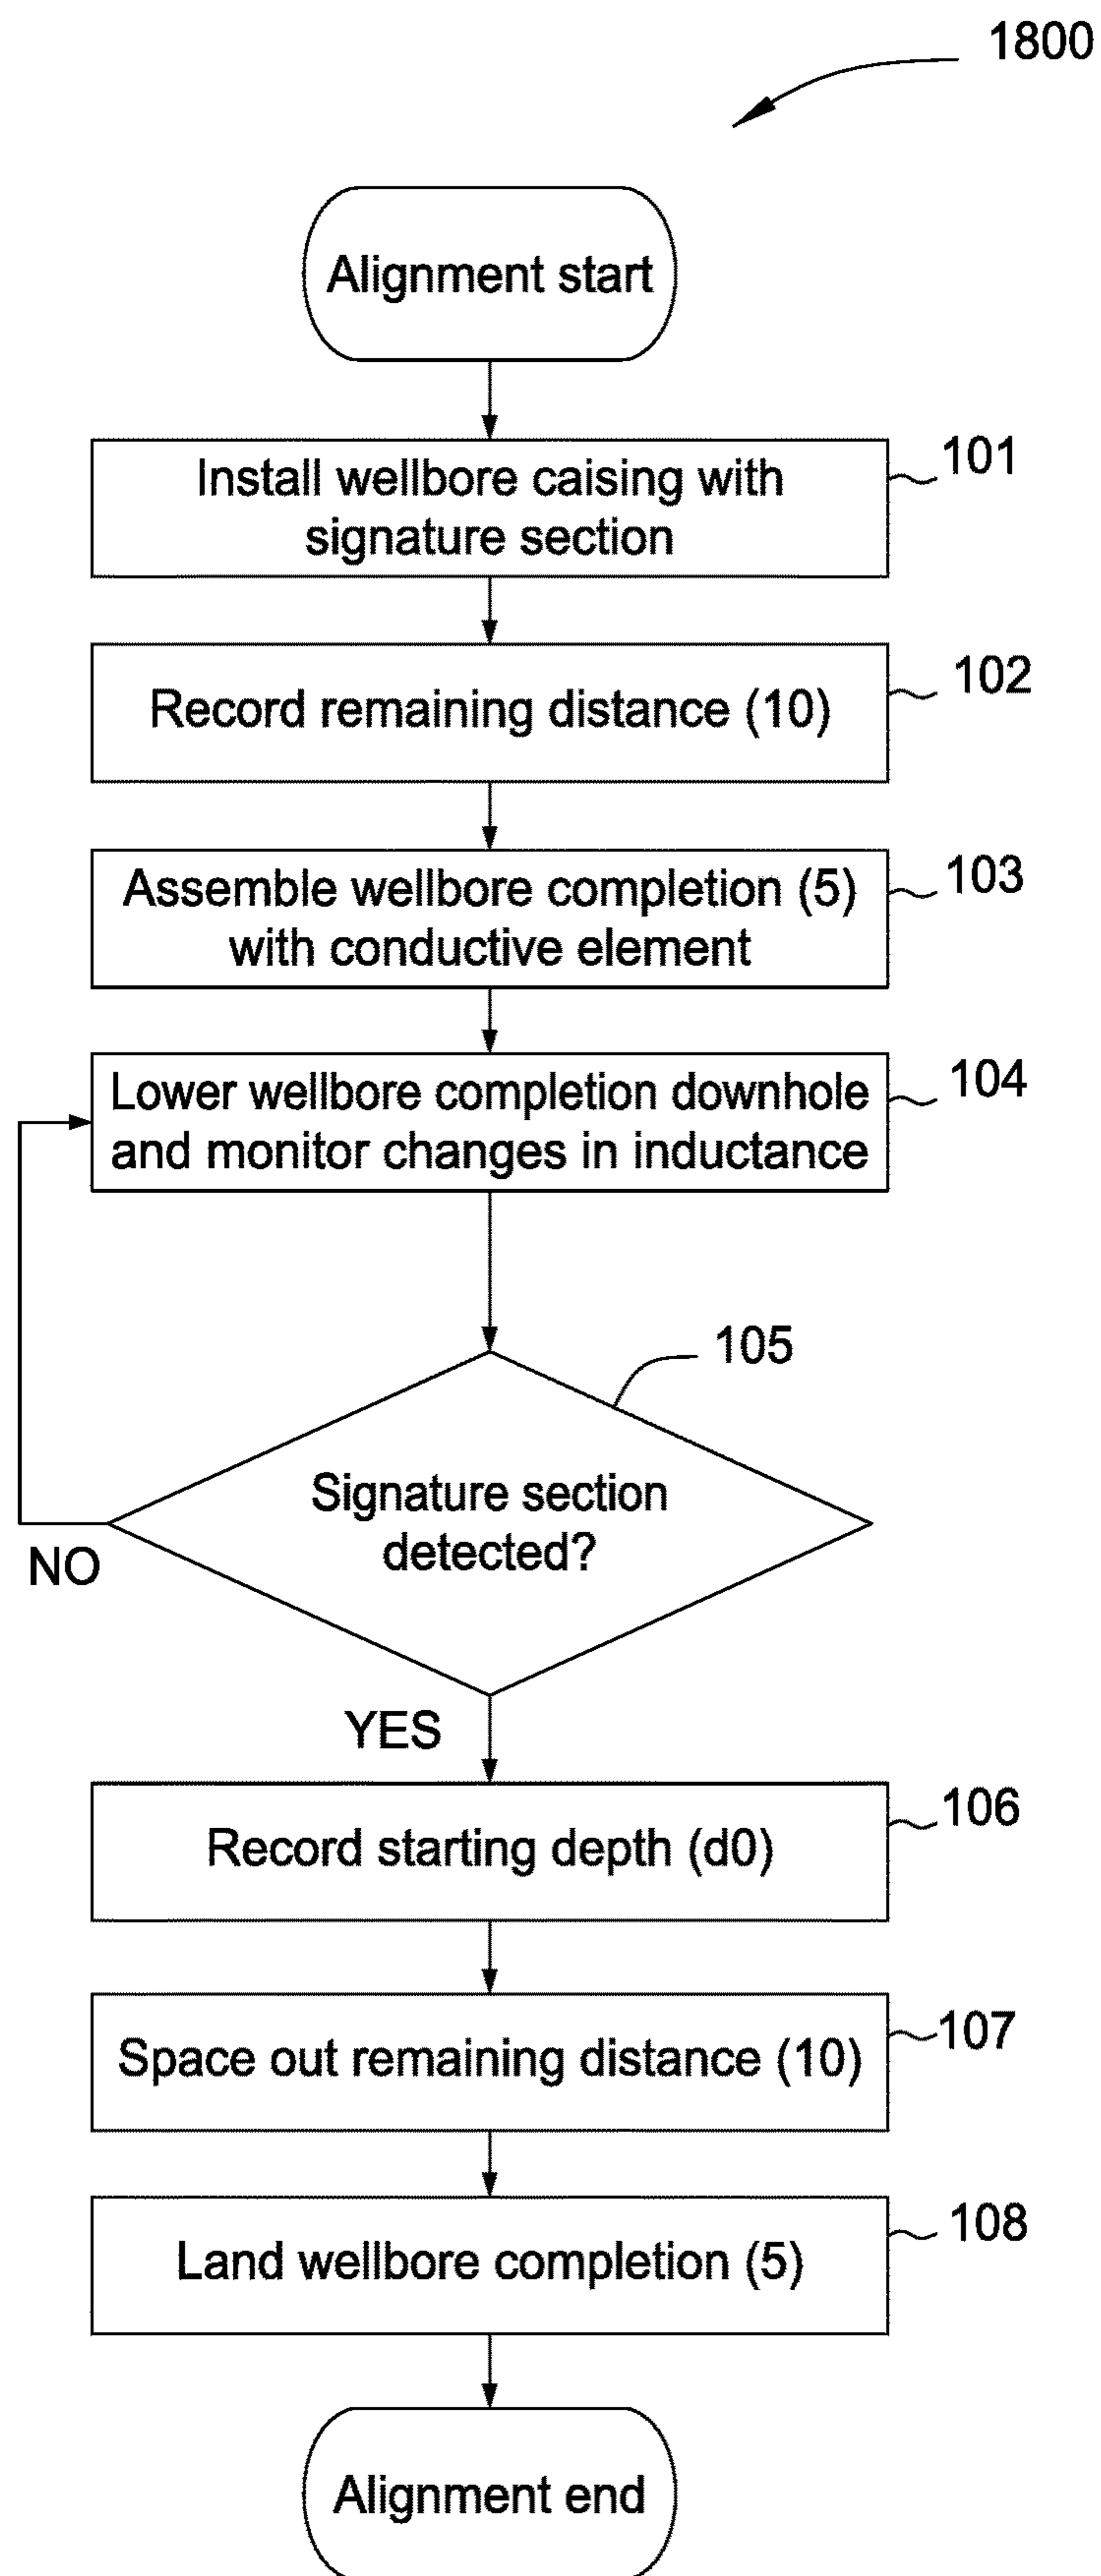 1800
Alignment start
Install wellbore caising with
signature section
101
Record remaining distance (10)
102
Assemble wellbore completion (5)
with conductive element
103
Lower wellbore completion downhole
and monitor changes in inductance
104
105
Signature section
detected?
NO
YES
Record starting depth (d0)
106
Space out remaining distance (10)
107
Land wellbore completion (5)
108
Alignment end